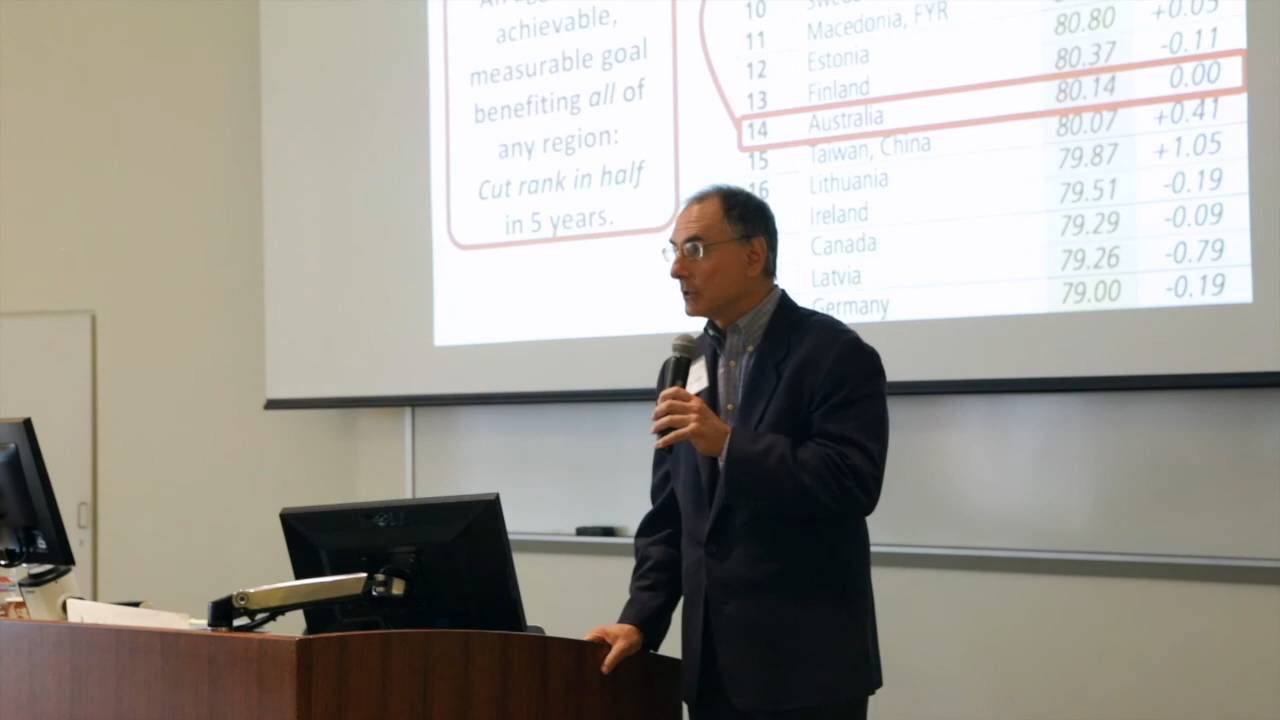 achievable,
measurable goal
benefiting all of
any region:
Cut rank in half
in 5 years.
10
11 Macedonia, FYR
12 Estonia 80.80 +0.05
13 Finland 80.37 -0.11
14 Australia 80.14 0.00
15 Taiwan, China 80.07 +0.41
16 Lithuania 79.87 +1.05
Ireland 79.51 -0.19
Canada 79.29 -0.09
Latvia 79.26 -0.79
Germany 79.00 -0.19